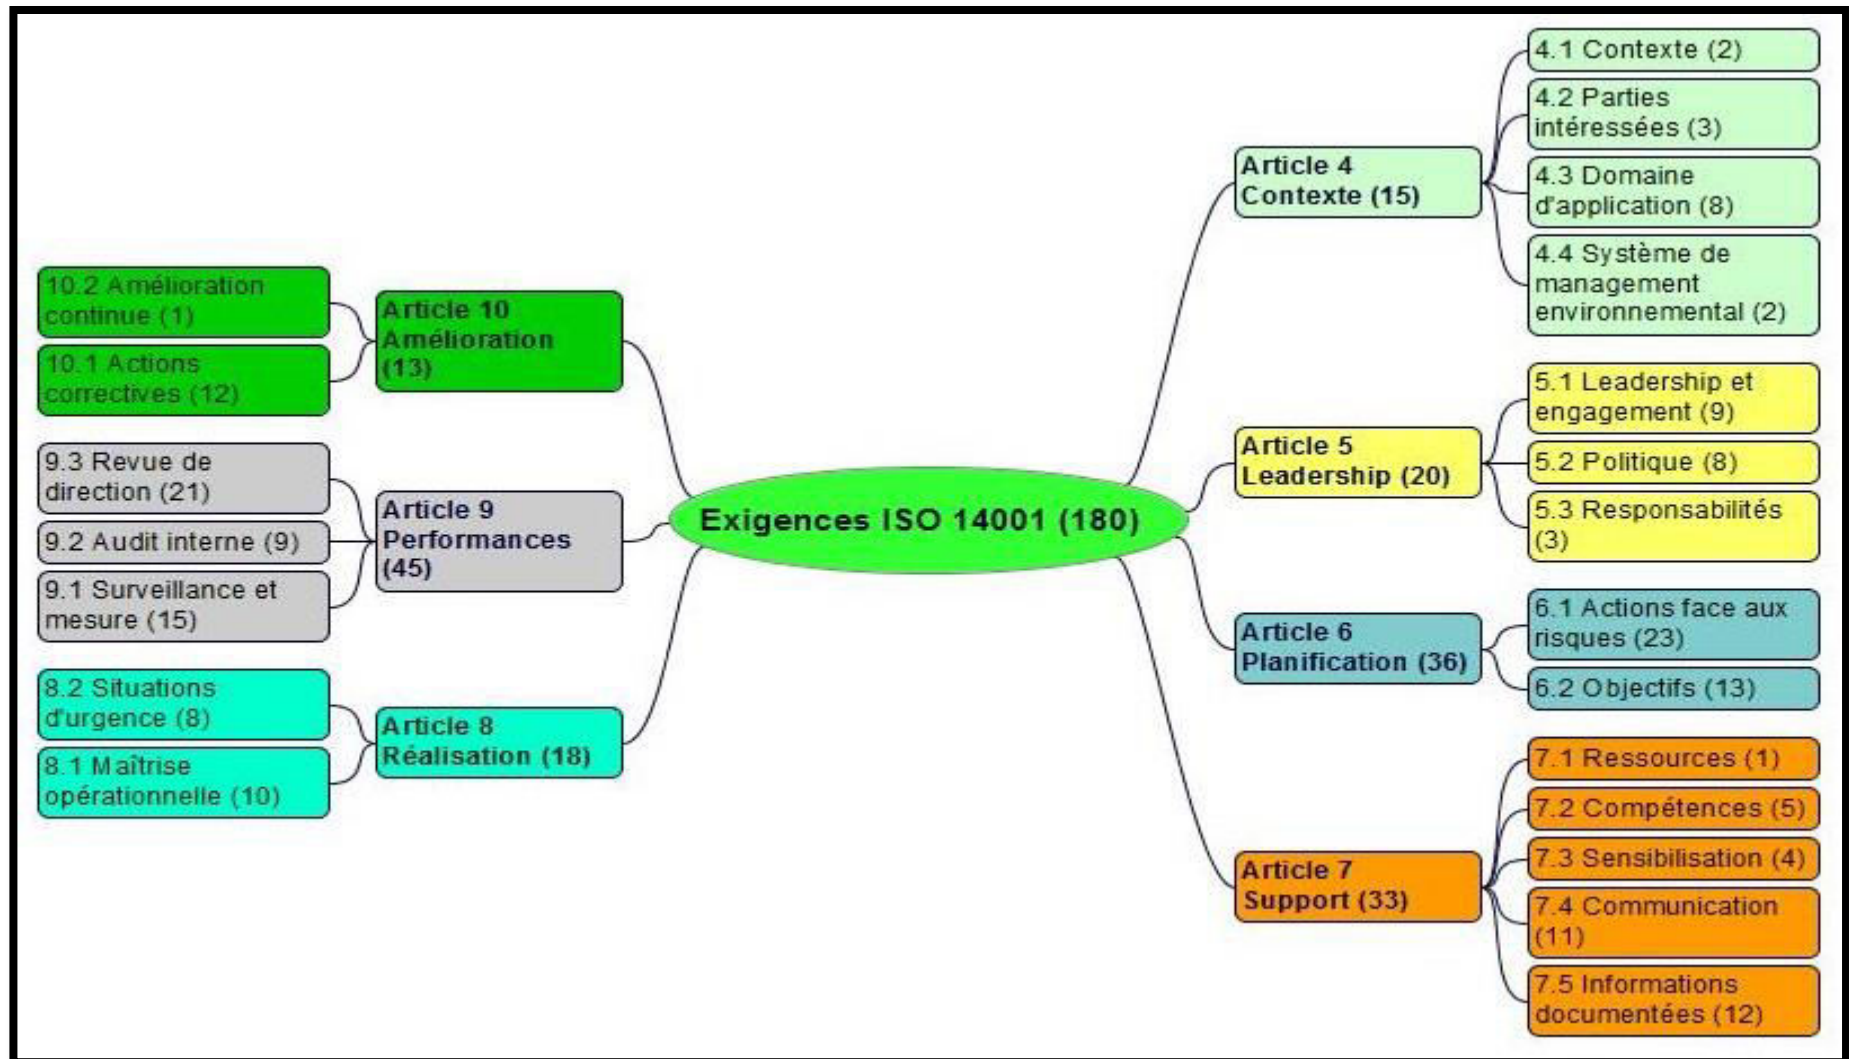 Exigences ISO 14001 (180)
Article 4
Contexte (15)
4.1 Contexte (2)
4.2 Parties
intéressées (3)
4.3 Domaine
d'application (8)
4.4 Système de
management
environnemental (2)
Article 5
Leadership (20)
5.1 Leadership et
engagement (9)
5.2 Politique (8)
5.3 Responsabilités
(3)
Article 6
Planification (36)
6.1 Actions face aux
risques (23)
6.2 Objectifs (13)
Article 7
Support (33)
7.1 Ressources (1)
7.2 Compétences (5)
7.3 Sensibilisation (4)
7.4 Communication
(11)
7.5 Informations
documentées (12)
Article 10
Amélioration
(13)
10.2 Amélioration
continue (1)
10.1 Actions
correctives (12)
Article 9
Performances
(45)
9.3 Revue de
direction (21)
9.2 Audit interne (9)
9.1 Surveillance et
mesure (15)
Article 8
Réalisation (18)
8.2 Situations
d'urgence (8)
8.1 Maîtrise
opérationnelle (10)